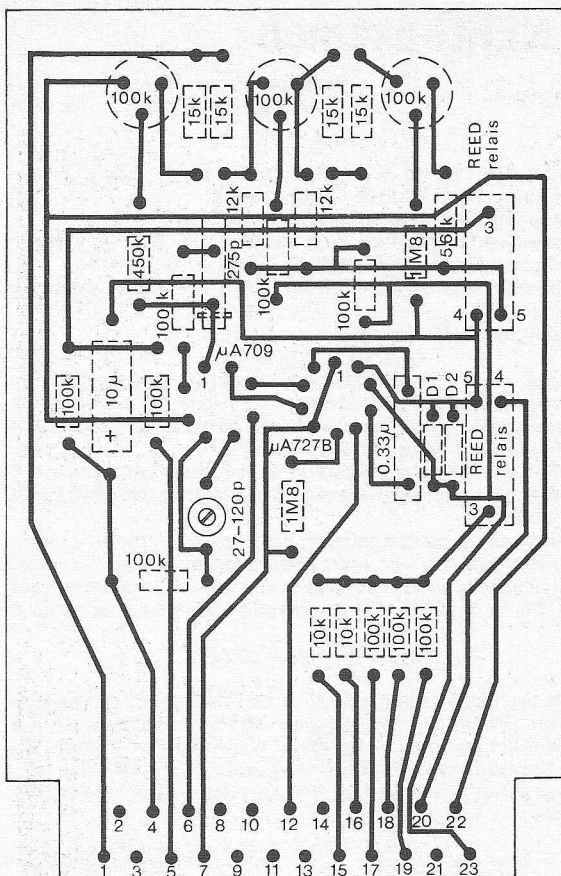 100k
15k
15k
100k
15k
15k
100k
REED
relais
12k
12k
3
450k
275p
100k
1M8
56k
100k
100k
4
5
µA709
1
1
5
4
100k
10µ
+
100k
µA727B
0.33µ
D1
D2
REED
relais
3
27-120p
1M8
100k
10k
10k
100k
100k
100k
2
4
6
8
10
12
14
16
18
20
22
1
3
5
7
9
11
13
15
17
19
21
23